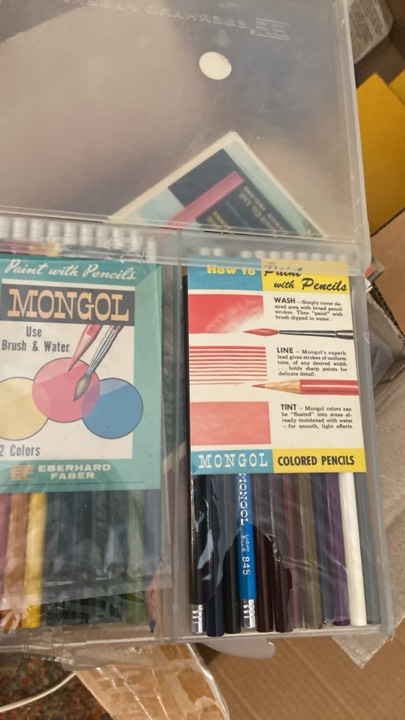 Paint with Pencils
MONGOL
Use
Brush & Water
2 Colors
EF EBERHARD
FABER
How to Paint
with Pencils
WASH — Simply cover de-
sired area with broad pencil
strokes. Then "paint" with
brush dipped in water.
LINE — Mongol's superb
lead gives strokes of uniform
tone, of any desired width
... holds sharp points for
delicate detail.
TINT — Mongol colors can
be "floated" into areas al-
ready moistened with water
— for smooth, light effects.
MONGOL COLORED PENCILS
MONGOL
845